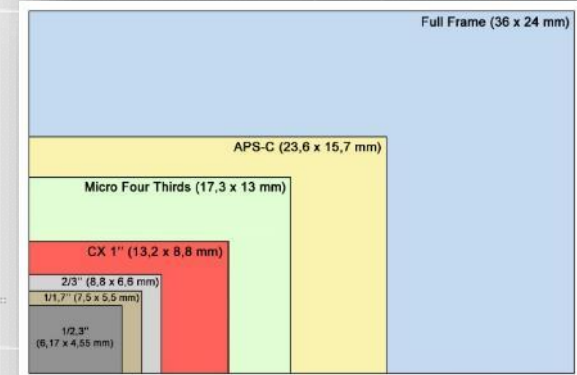 Full Frame (36 x 24 mm)
APS-C (23,6 x 15,7 mm)
Micro Four Thirds (17,3 x 13 mm)
CX 1'' (13,2 x 8,8 mm)
2/3'' (8,8 x 6,6 mm)
1/1,7'' (7,5 x 5,5 mm)
1/2,3''
(6,17 x 4,55 mm)